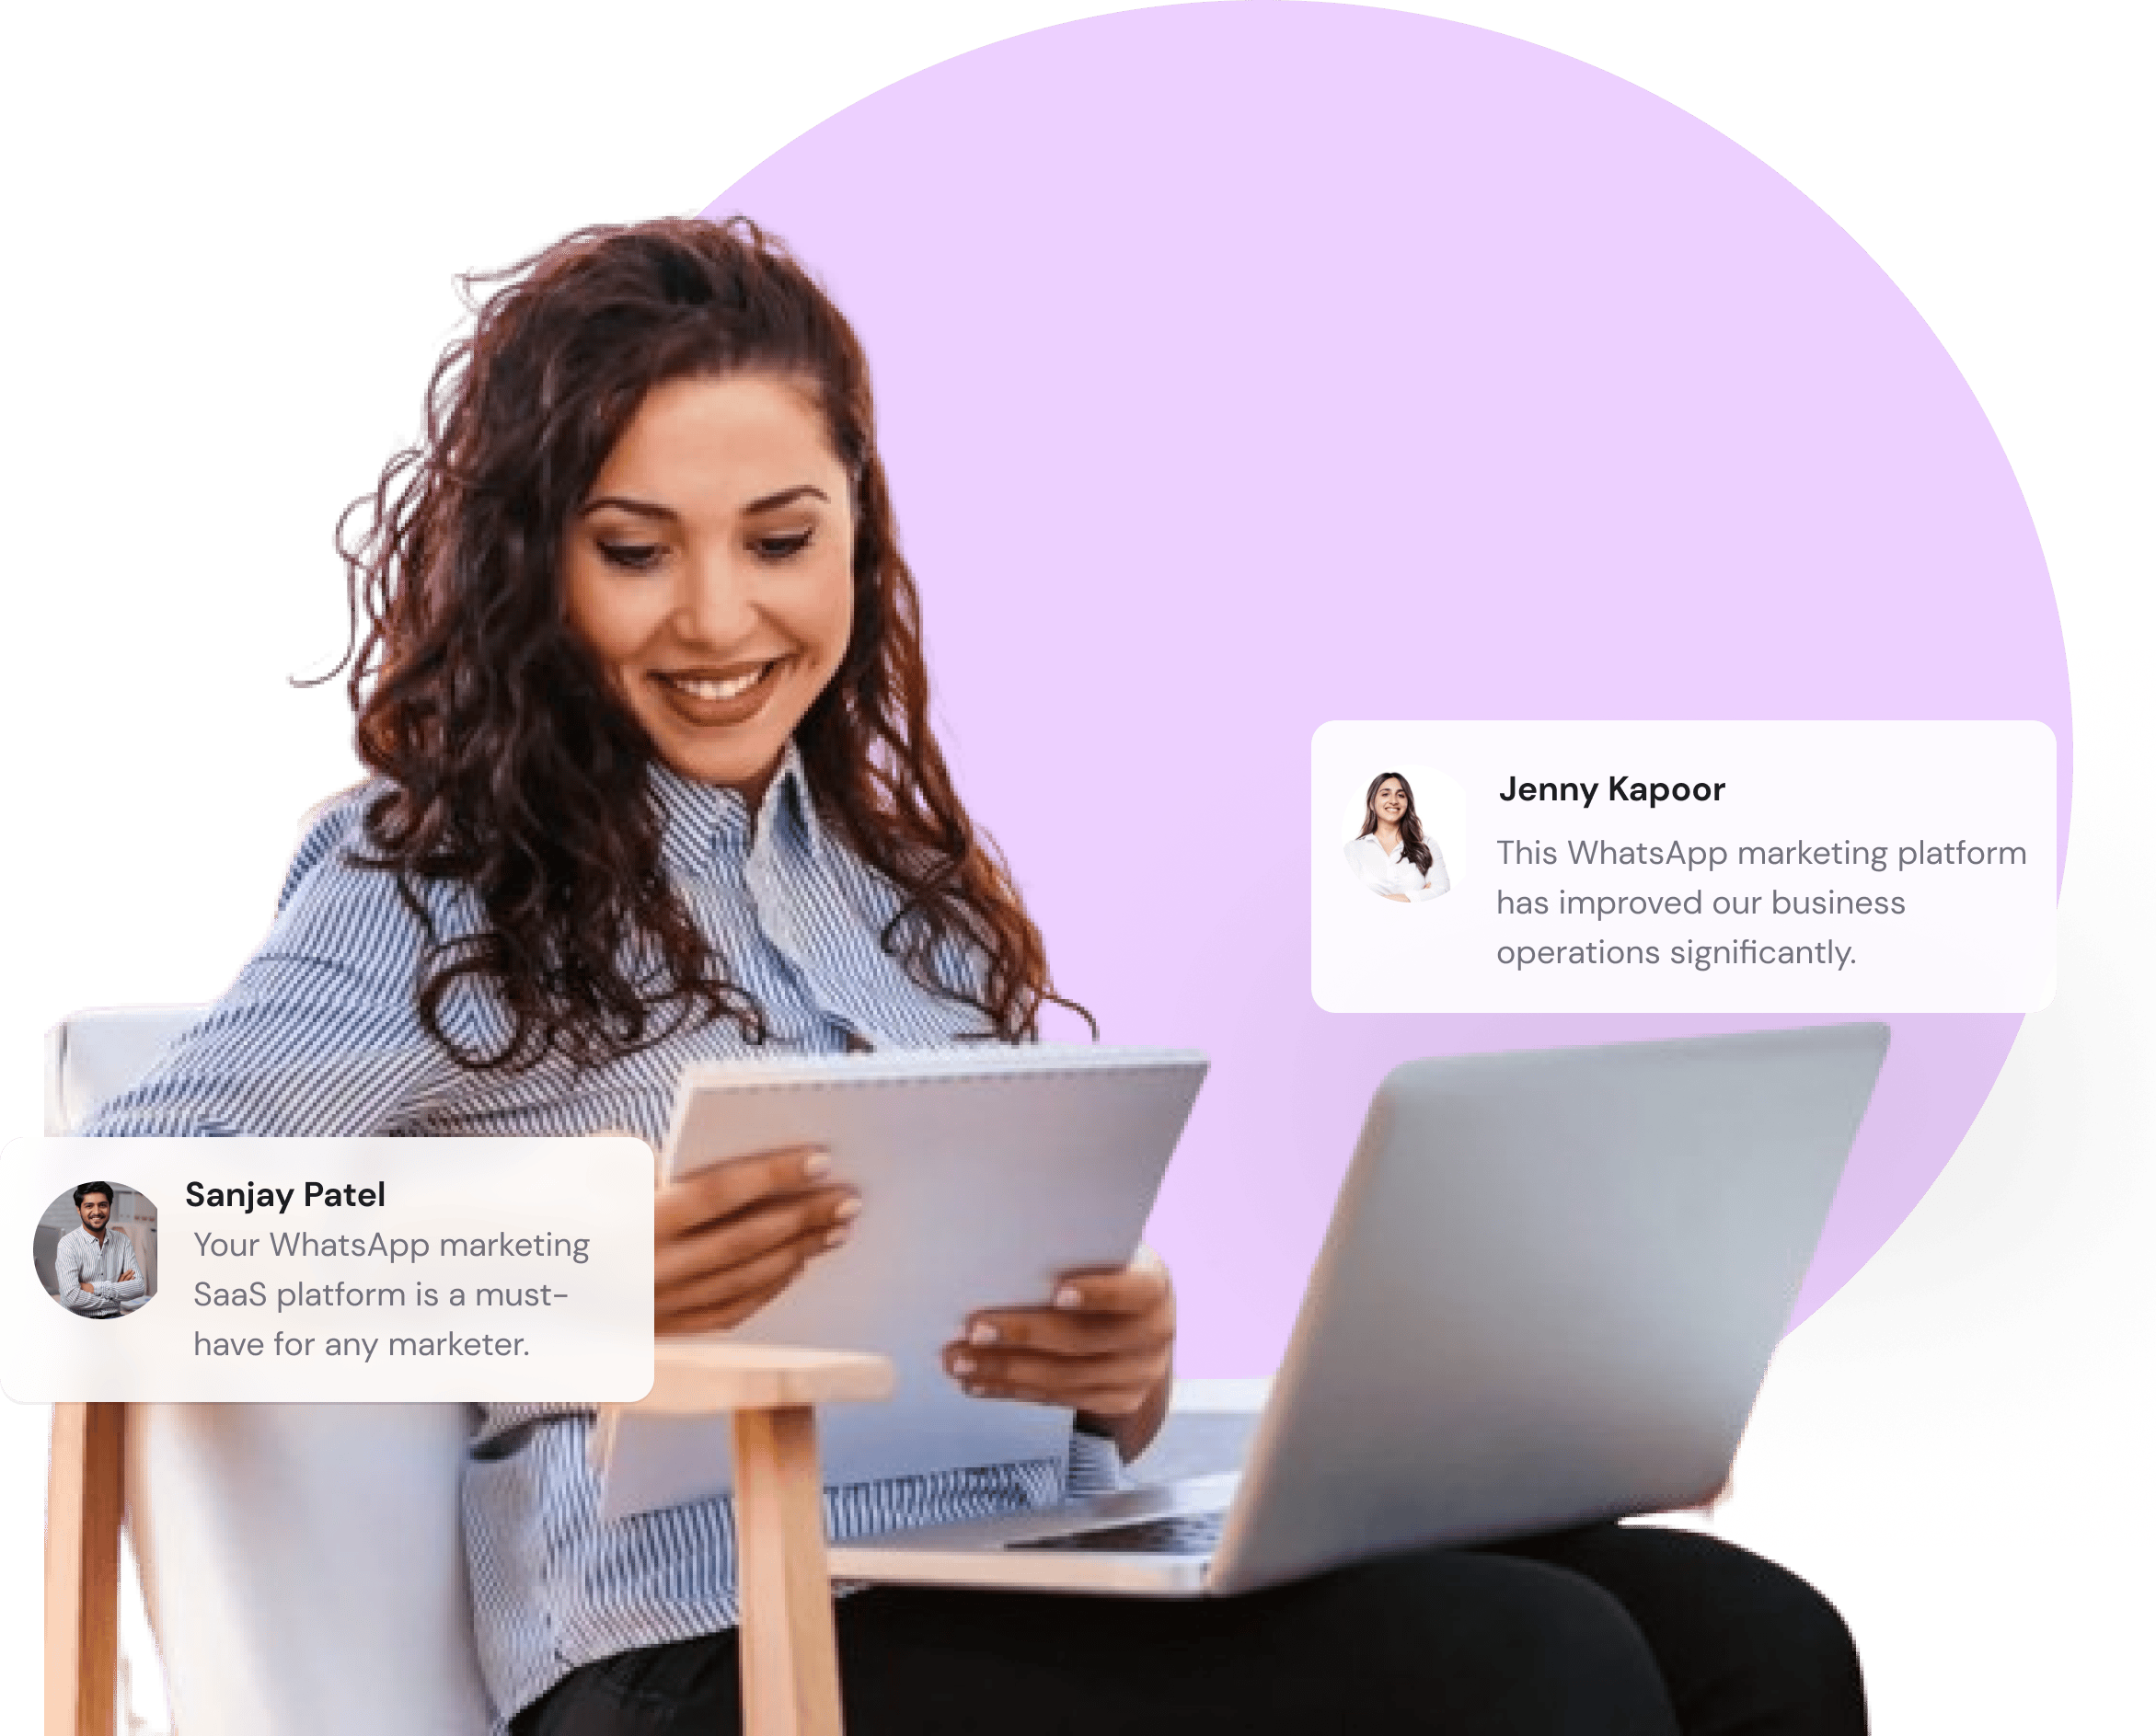 Jenny Kapoor
This WhatsApp marketing platform
has improved our business
operations significantly.
Sanjay Patel
Your WhatsApp marketing
SaaS platform is a must-
have for any marketer.